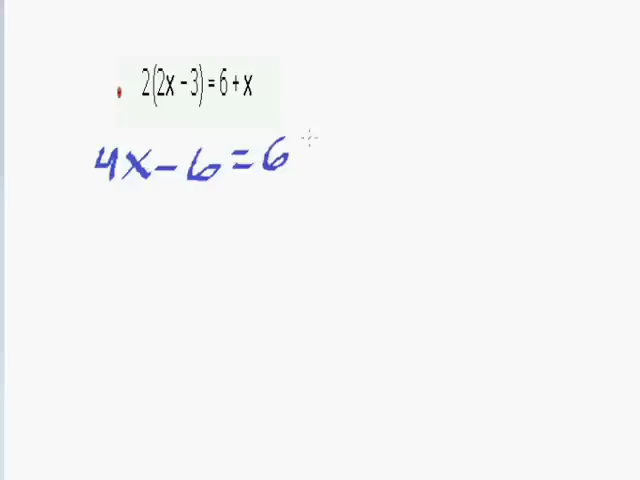 2(2x − 3) = 6 + x
4x − 6 = 6